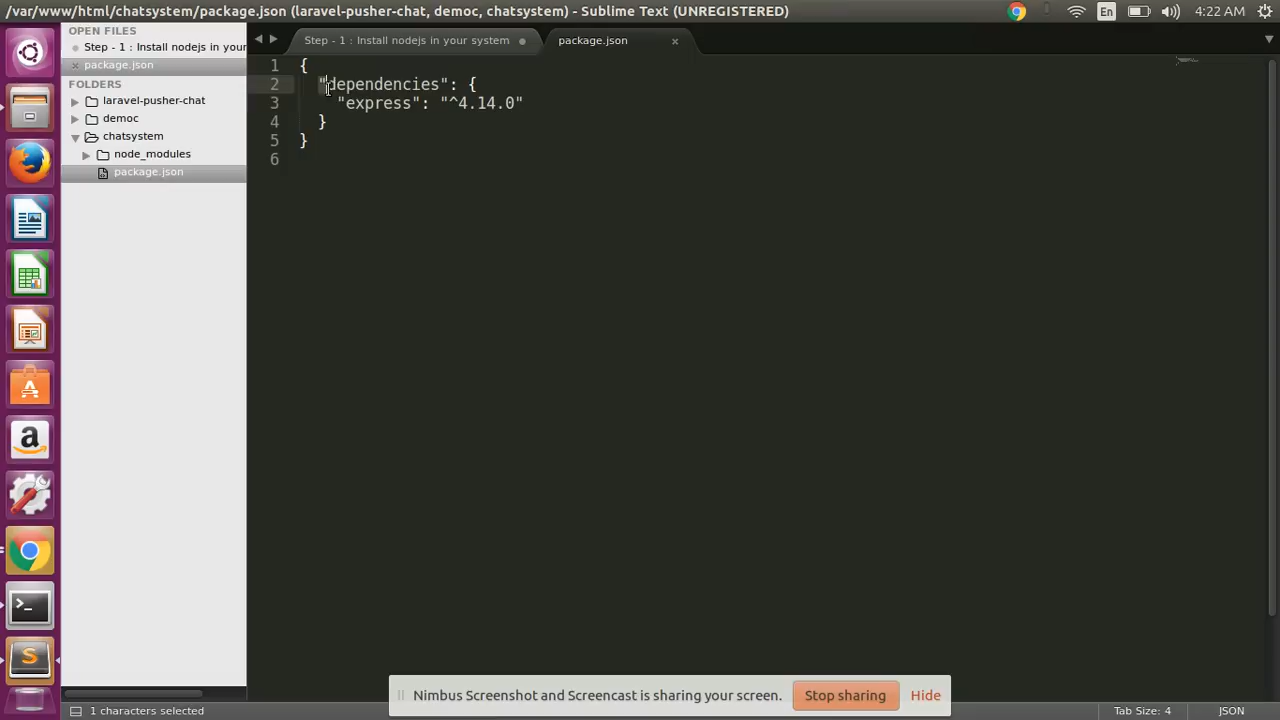 /var/www/html/chatsystem/package.json (laravel-pusher-chat, democ, chatsystem) - Sublime Text (UNREGISTERED)
En
4:22 AM
OPEN FILES
Step - 1 : Install nodejs in your
package.json
FOLDERS
laravel-pusher-chat
democ
chatsystem
node_modules
package.json
Step - 1 : Install nodejs in your system
package.json
1 {
2 "dependencies": {
3 "express": "^4.14.0"
4 }
5 }
6
Nimbus Screenshot and Screencast is sharing your screen.
Stop sharing
Hide
1 characters selected
Tab Size: 4
JSON